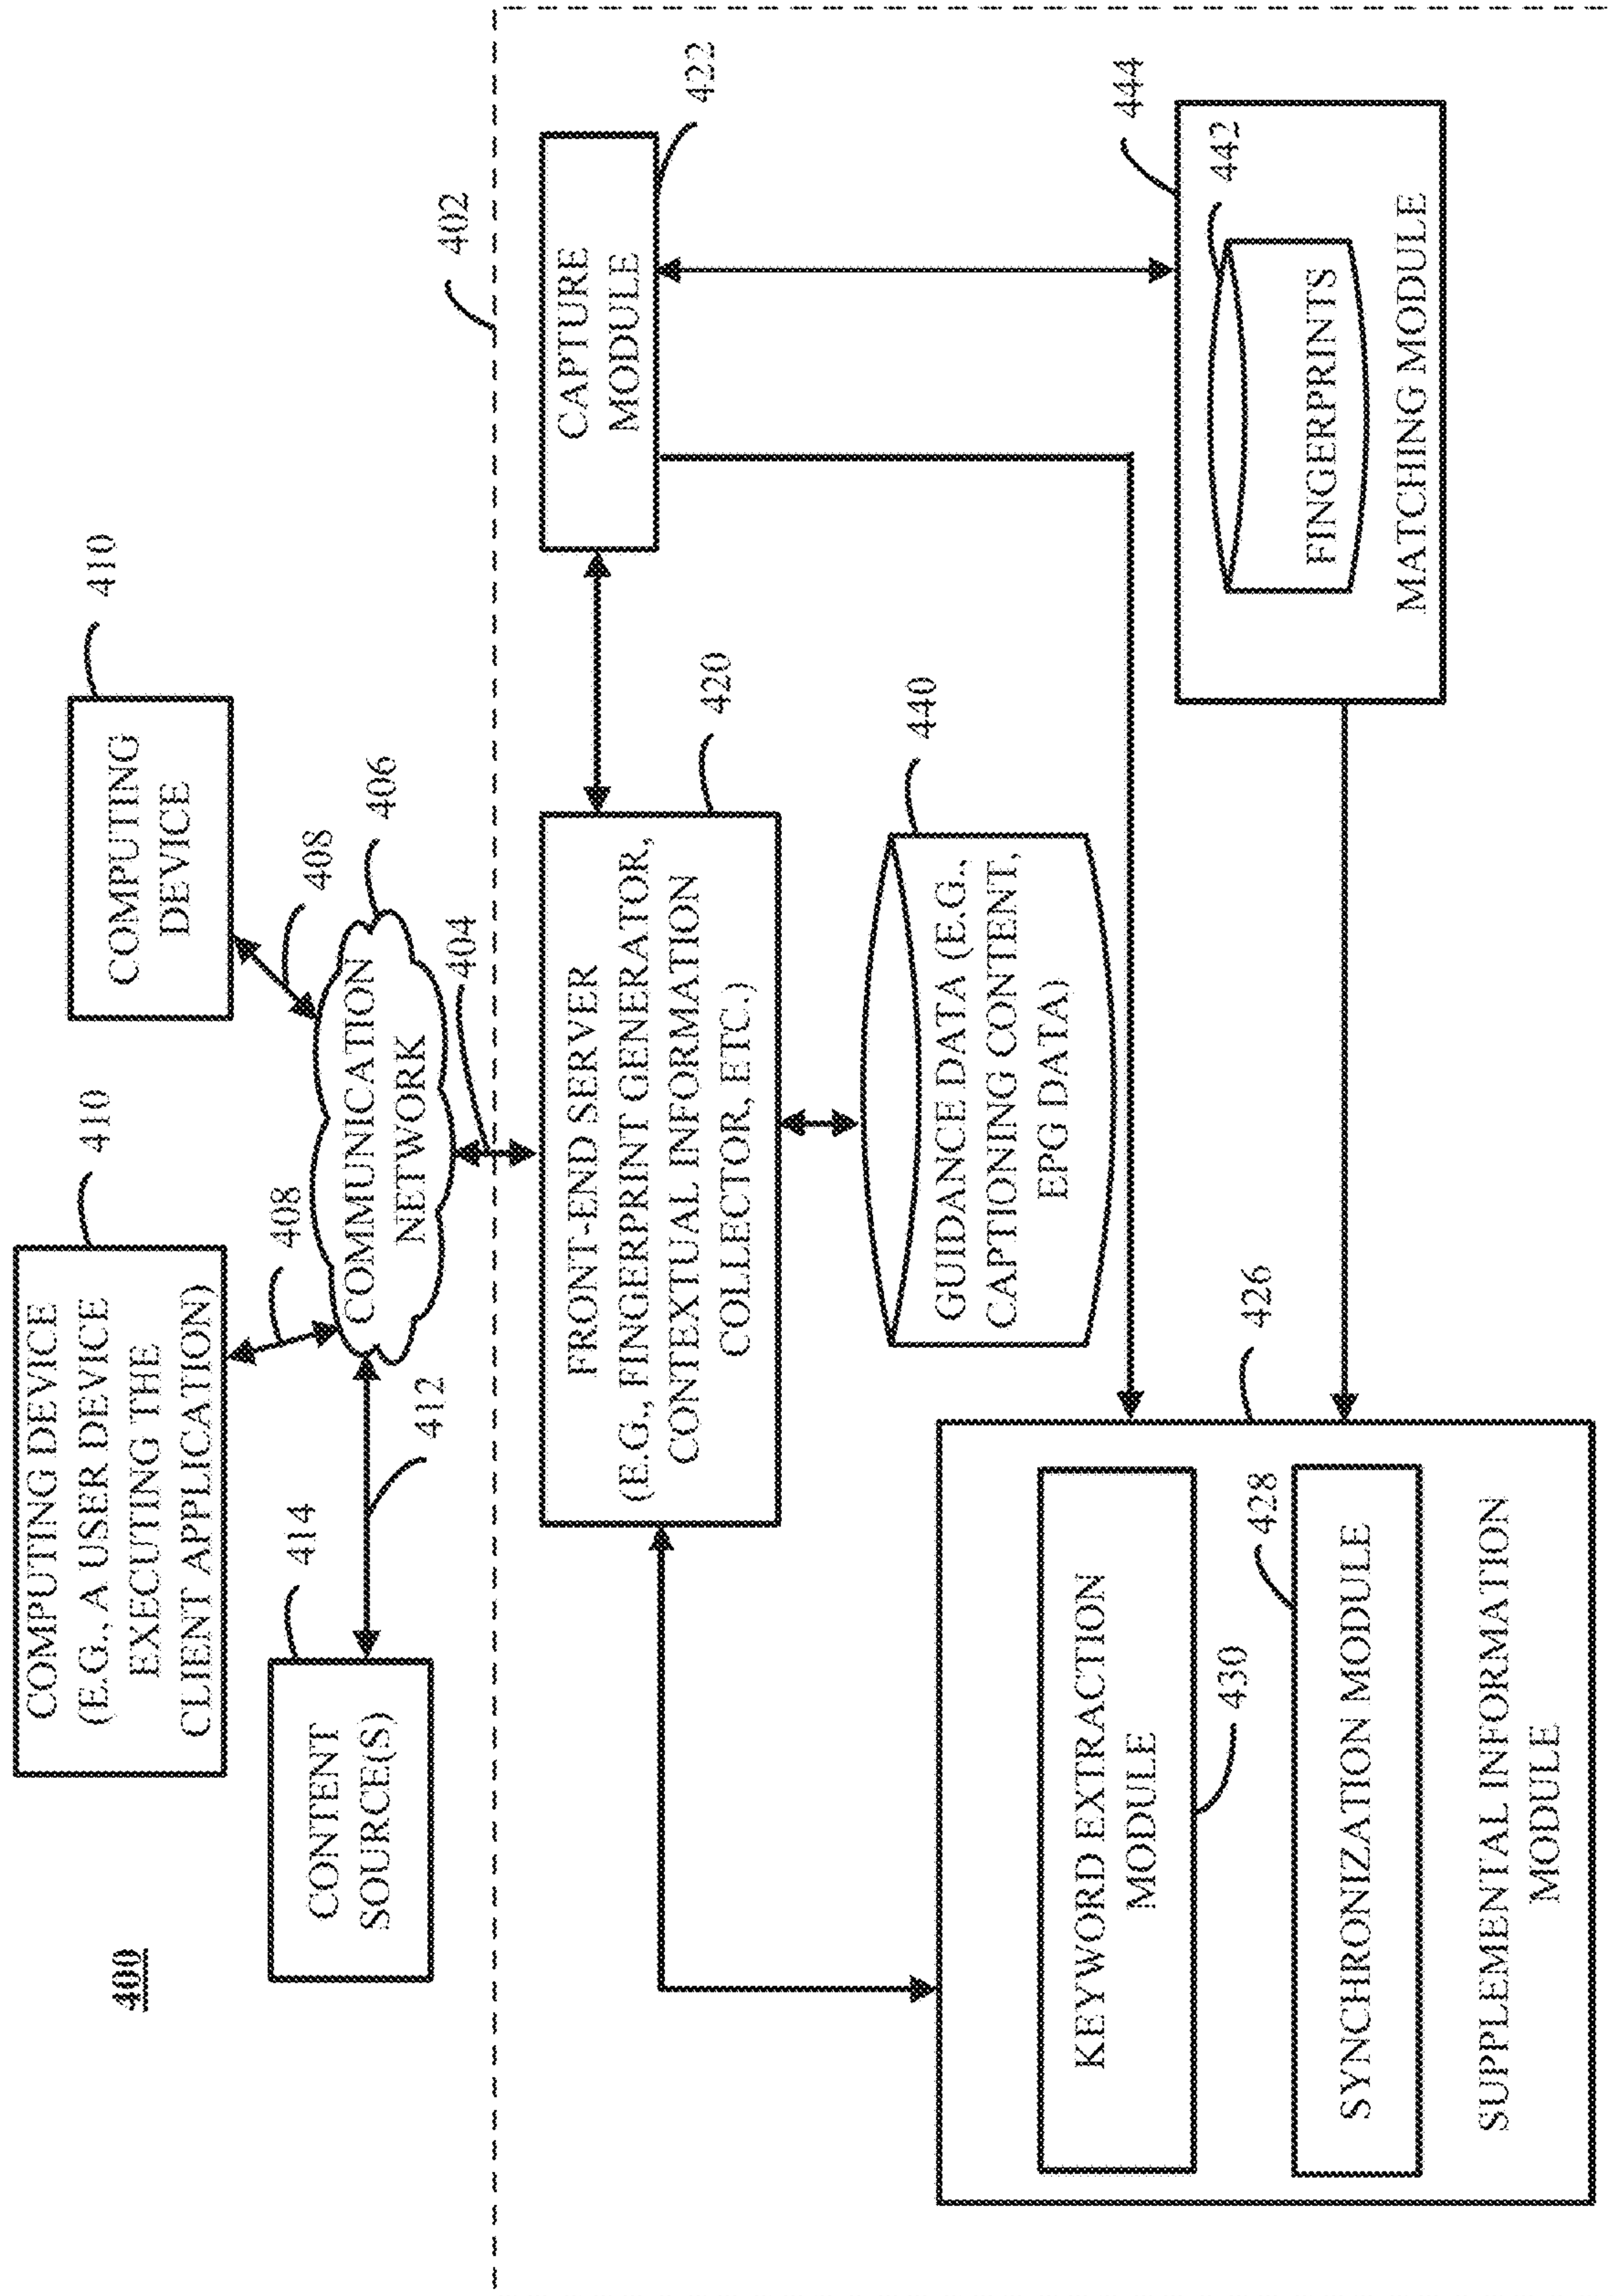 400
COMPUTING DEVICE
(E.G., A USER DEVICE
EXECUTING THE
CLIENT APPLICATION)
410
COMPUTING
DEVICE
410
408
408
CONTENT
SOURCE(S)
414
412
COMMUNICATION
NETWORK
406
404
402
FRONT-END SERVER
(E.G., FINGERPRINT GENERATOR,
CONTEXTUAL INFORMATION
COLLECTOR, ETC.)
420
CAPTURE
MODULE
422
GUIDANCE DATA (E.G.,
CAPTIONING CONTENT,
EPG DATA)
440
KEYWORD EXTRACTION
MODULE
430
428
SYNCHRONIZATION MODULE
SUPPLEMENTAL INFORMATION
MODULE
426
444
442
FINGERPRINTS
MATCHING MODULE